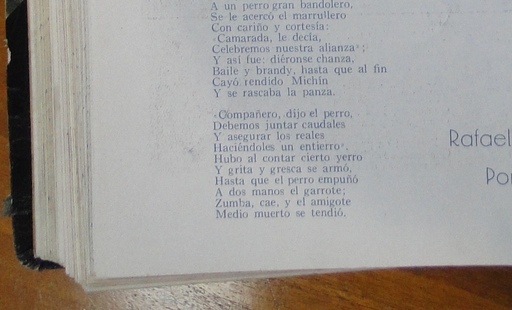 A un perro gran bandolero,
Se le acercó el marrullero
Con cariño y cortesía:
«Camarada, le decía,
Celebremos nuestra alianza»;
Y así fue: diéronse chanza,
Baile y brandy, hasta que al fin
Cayó rendido Michín
Y se rascaba la panza.
«Compañero, dijo el perro,
Debemos juntar caudales
Y asegurar los reales
Haciéndoles un entierro».
Hubo al contar cierto yerro
Y grita y gresca se armó,
Hasta que el perro empuñó
A dos manos el garrote;
Zumba, cae, y el amigote
Medio muerto se tendió.
Rafael